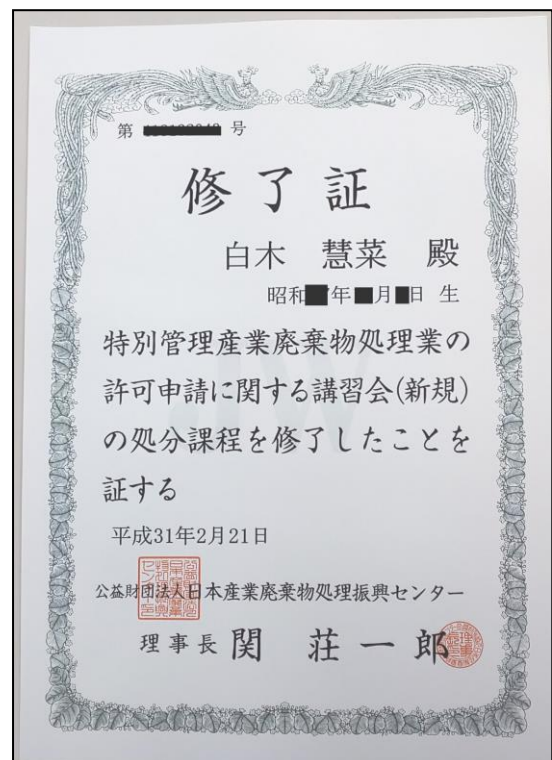 第 号
修了証
白木 慧菜 殿
昭和 年 月 日 生
特別管理産業廃棄物処理業の
許可申請に関する講習会(新規)
の処分課程を修了したことを
証する
平成31年2月21日
公益財団法人日本産業廃棄物処理振興センター
理事長 関 荘一郎